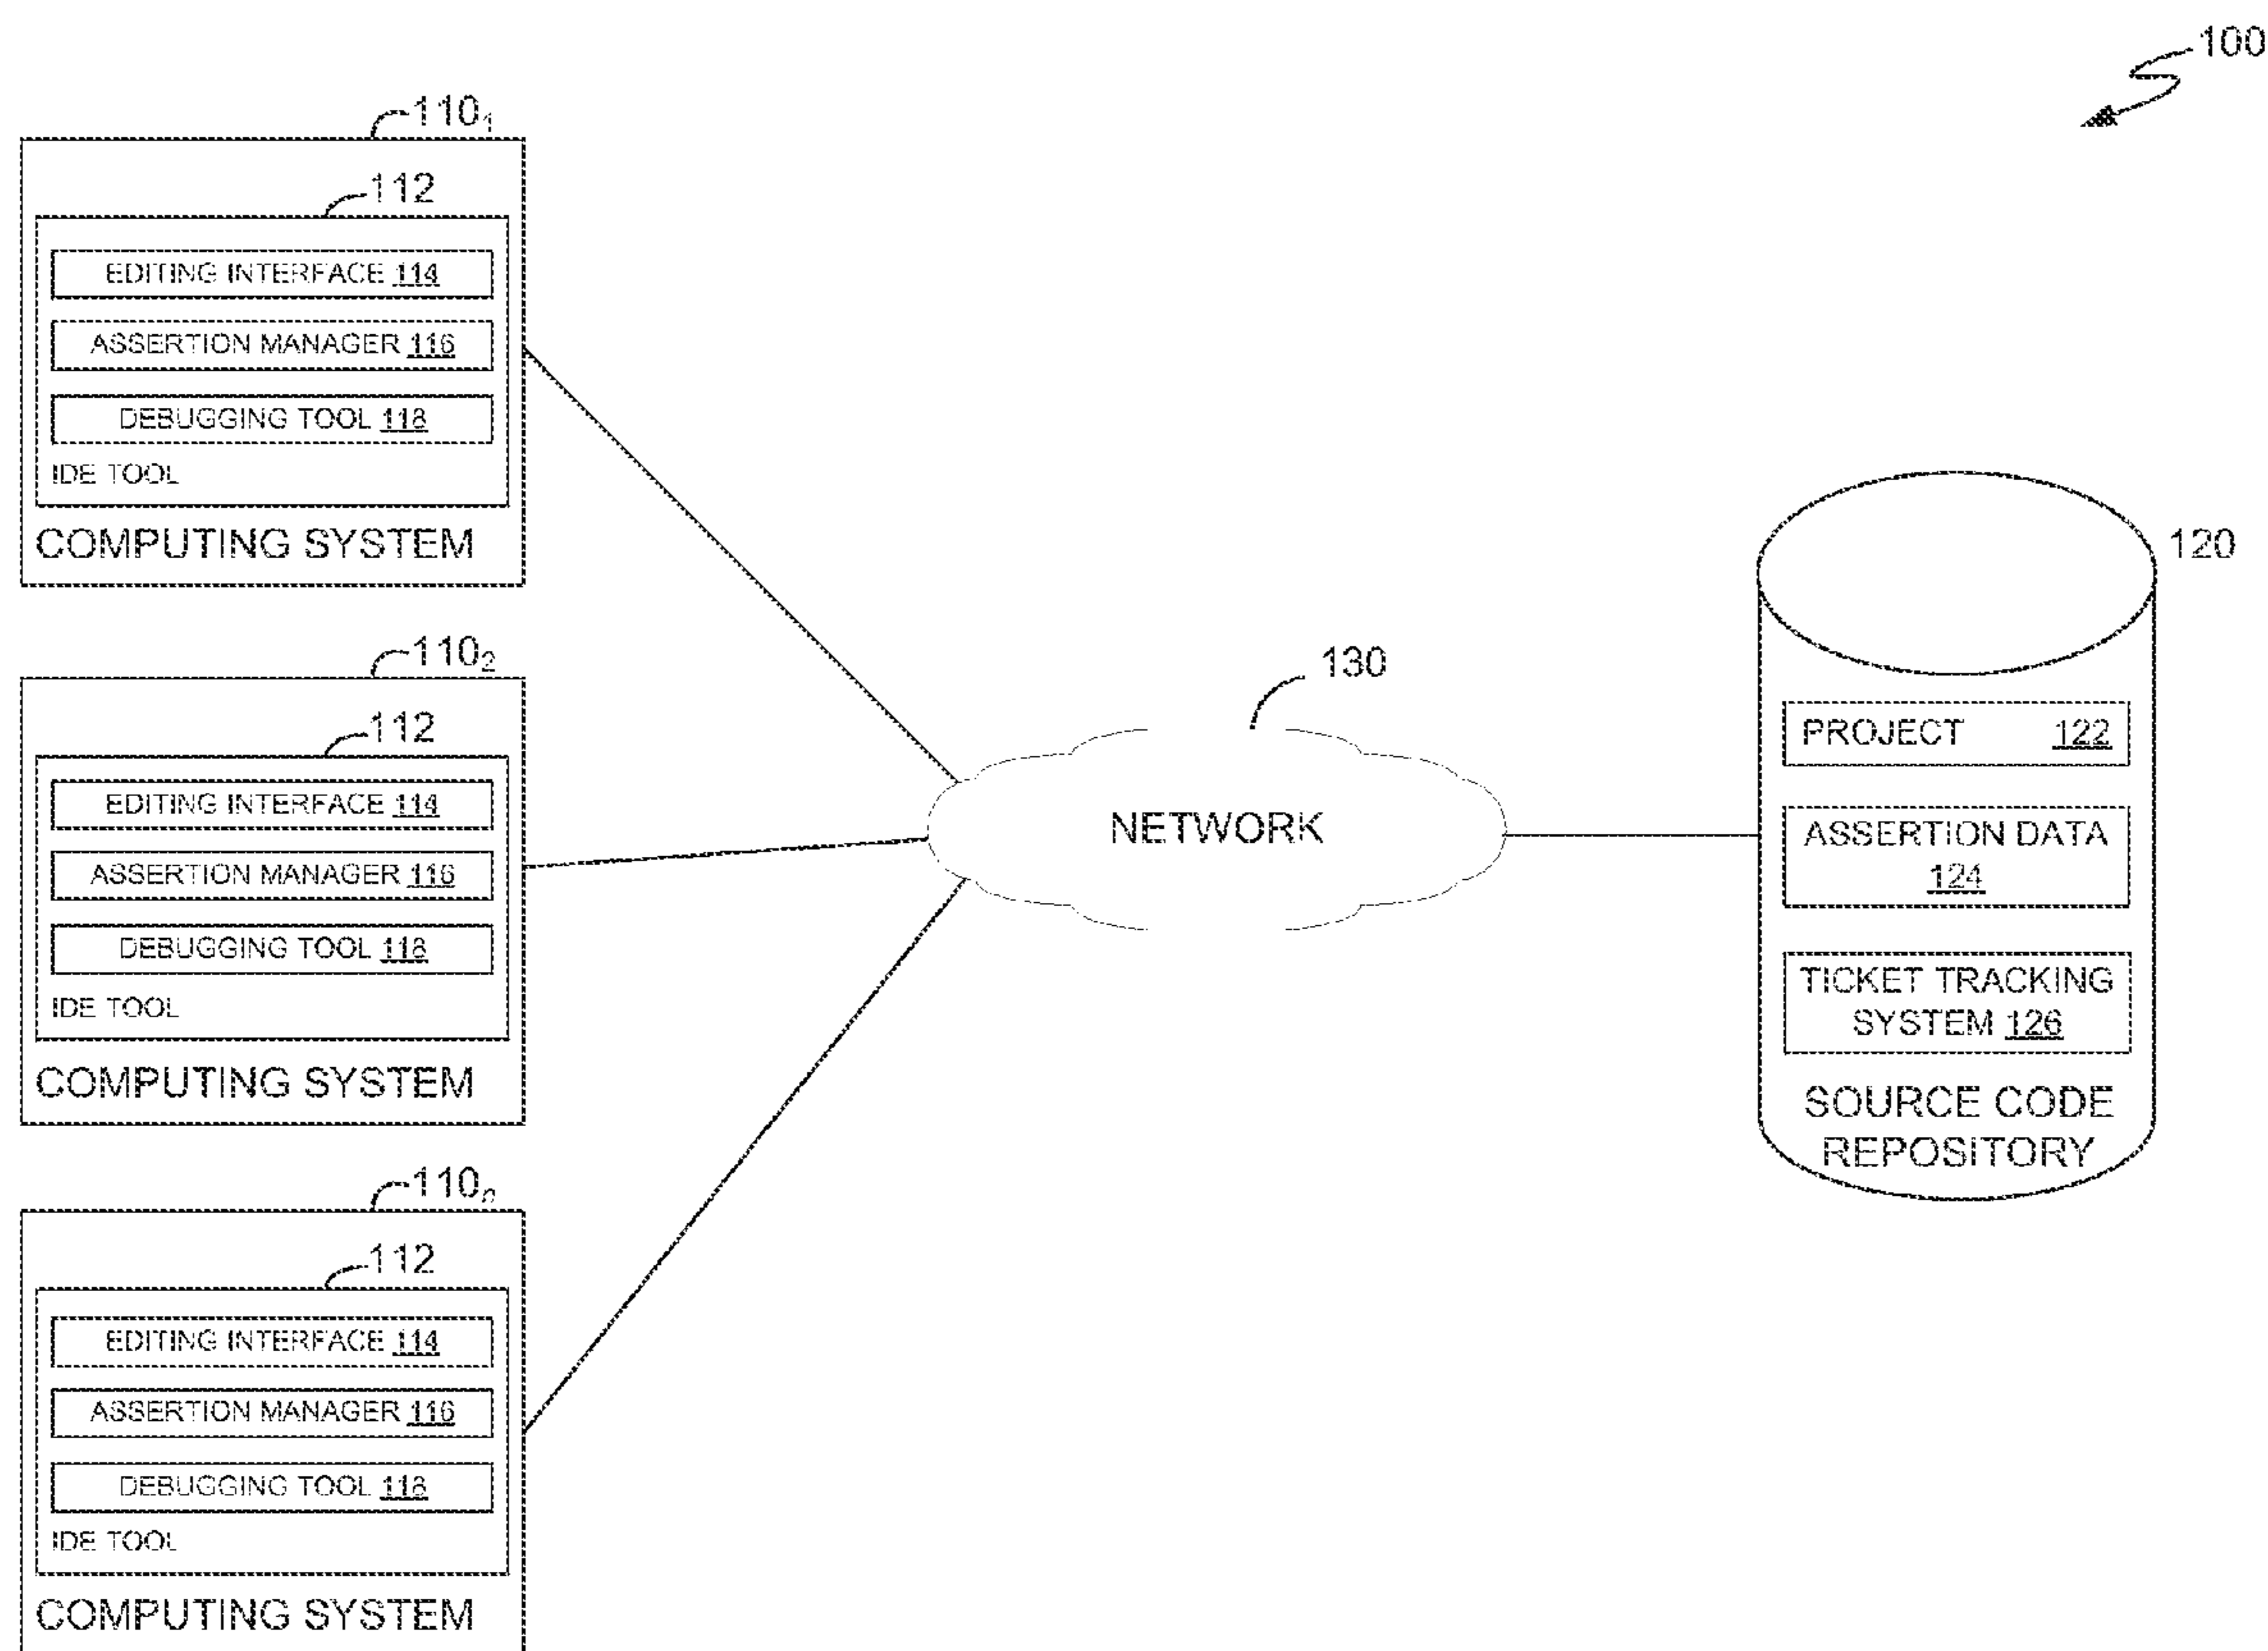 100
110₁
112
EDITING INTERFACE 114
ASSERTION MANAGER 116
DEBUGGING TOOL 118
IDE TOOL
COMPUTING SYSTEM
110₂
112
EDITING INTERFACE 114
ASSERTION MANAGER 116
DEBUGGING TOOL 118
IDE TOOL
COMPUTING SYSTEM
110ₙ
112
EDITING INTERFACE 114
ASSERTION MANAGER 116
DEBUGGING TOOL 118
IDE TOOL
COMPUTING SYSTEM
130
NETWORK
120
PROJECT 122
ASSERTION DATA
124
TICKET TRACKING
SYSTEM 126
SOURCE CODE
REPOSITORY